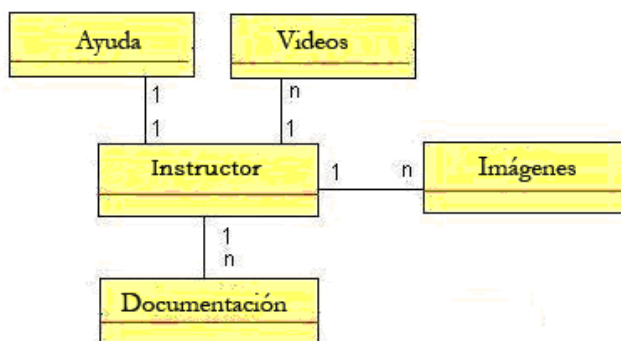 Ayuda
Videos
1
n
1
1
Instructor
1
n
Imágenes
1
n
Documentación